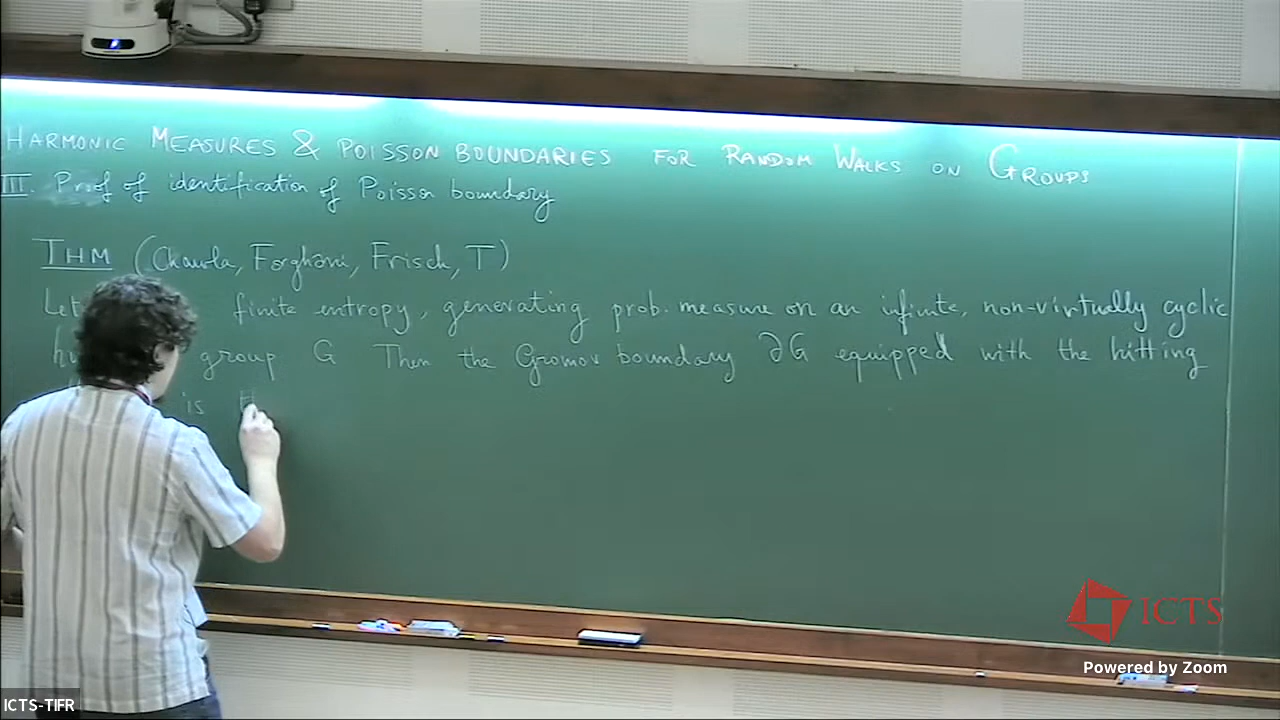 HARMONIC MEASURES & POISSON BOUNDARIES FOR RANDOM WALKS ON GROUPS
III. Proof of identification of Poisson boundary
THM (Chawla, Forghani, Frisch, T)
Let finite entropy, generating prob. measure on an infinite, non-virtually cyclic
group G Then the Gromov boundary ∂G equipped with the hitting
is
ICTS
Powered by Zoom
ICTS-TIFR